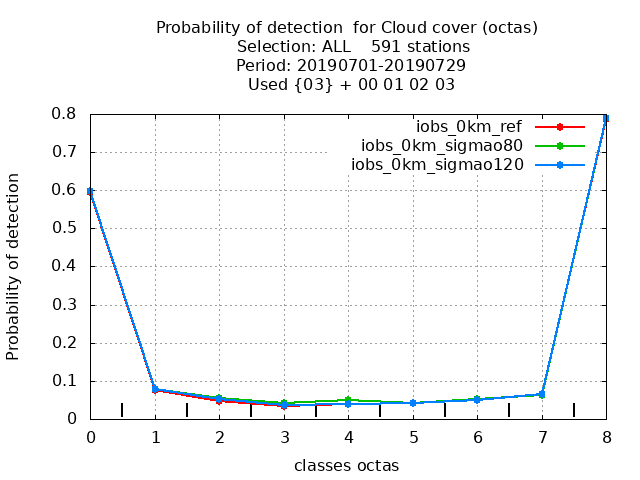 Probability of detection  for Cloud cover (octas)
Selection: ALL    591 stations
Period: 20190701-20190729
Used {03} + 00 01 02 03
iobs_0km_ref
iobs_0km_sigmao80
iobs_0km_sigmao120
Probability of detection
0.8
0.7
0.6
0.5
0.4
0.3
0.2
0.1
0
0 1 2 3 4 5 6 7 8
classes octas